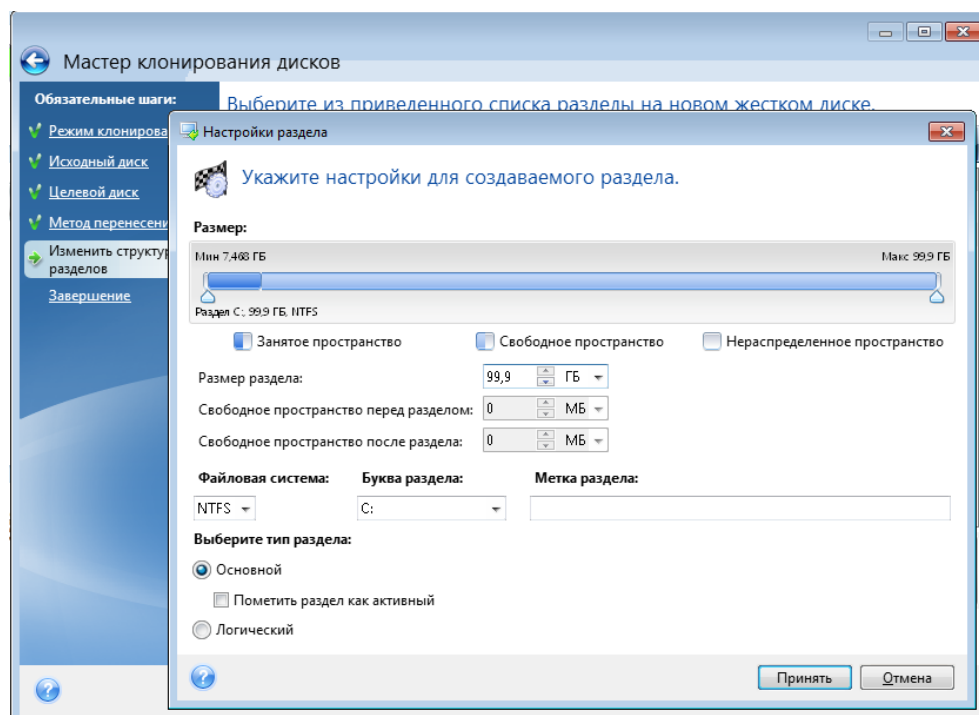 Мастер клонирования дисков
Обязательные шаги:
Выберите из приведенного списка разделы на новом жестком диске.
Режим клонирова
Исходный диск
Целевой диск
Метод перенесени
Изменить структур
разделов
Завершение
Настройки раздела
Укажите настройки для создаваемого раздела.
Размер:
Мин 7,468 ГБ Макс 99,9 ГБ
Раздел C:, 99,9 ГБ, NTFS
Занятое пространство Свободное пространство Нераспределенное пространство
Размер раздела: 99,9 ГБ
Свободное пространство перед разделом: 0 МБ
Свободное пространство после раздела: 0 МБ
Файловая система: Буква раздела: Метка раздела:
NTFS C:
Выберите тип раздела:
Основной
Пометить раздел как активный
Логический
Принять Отмена